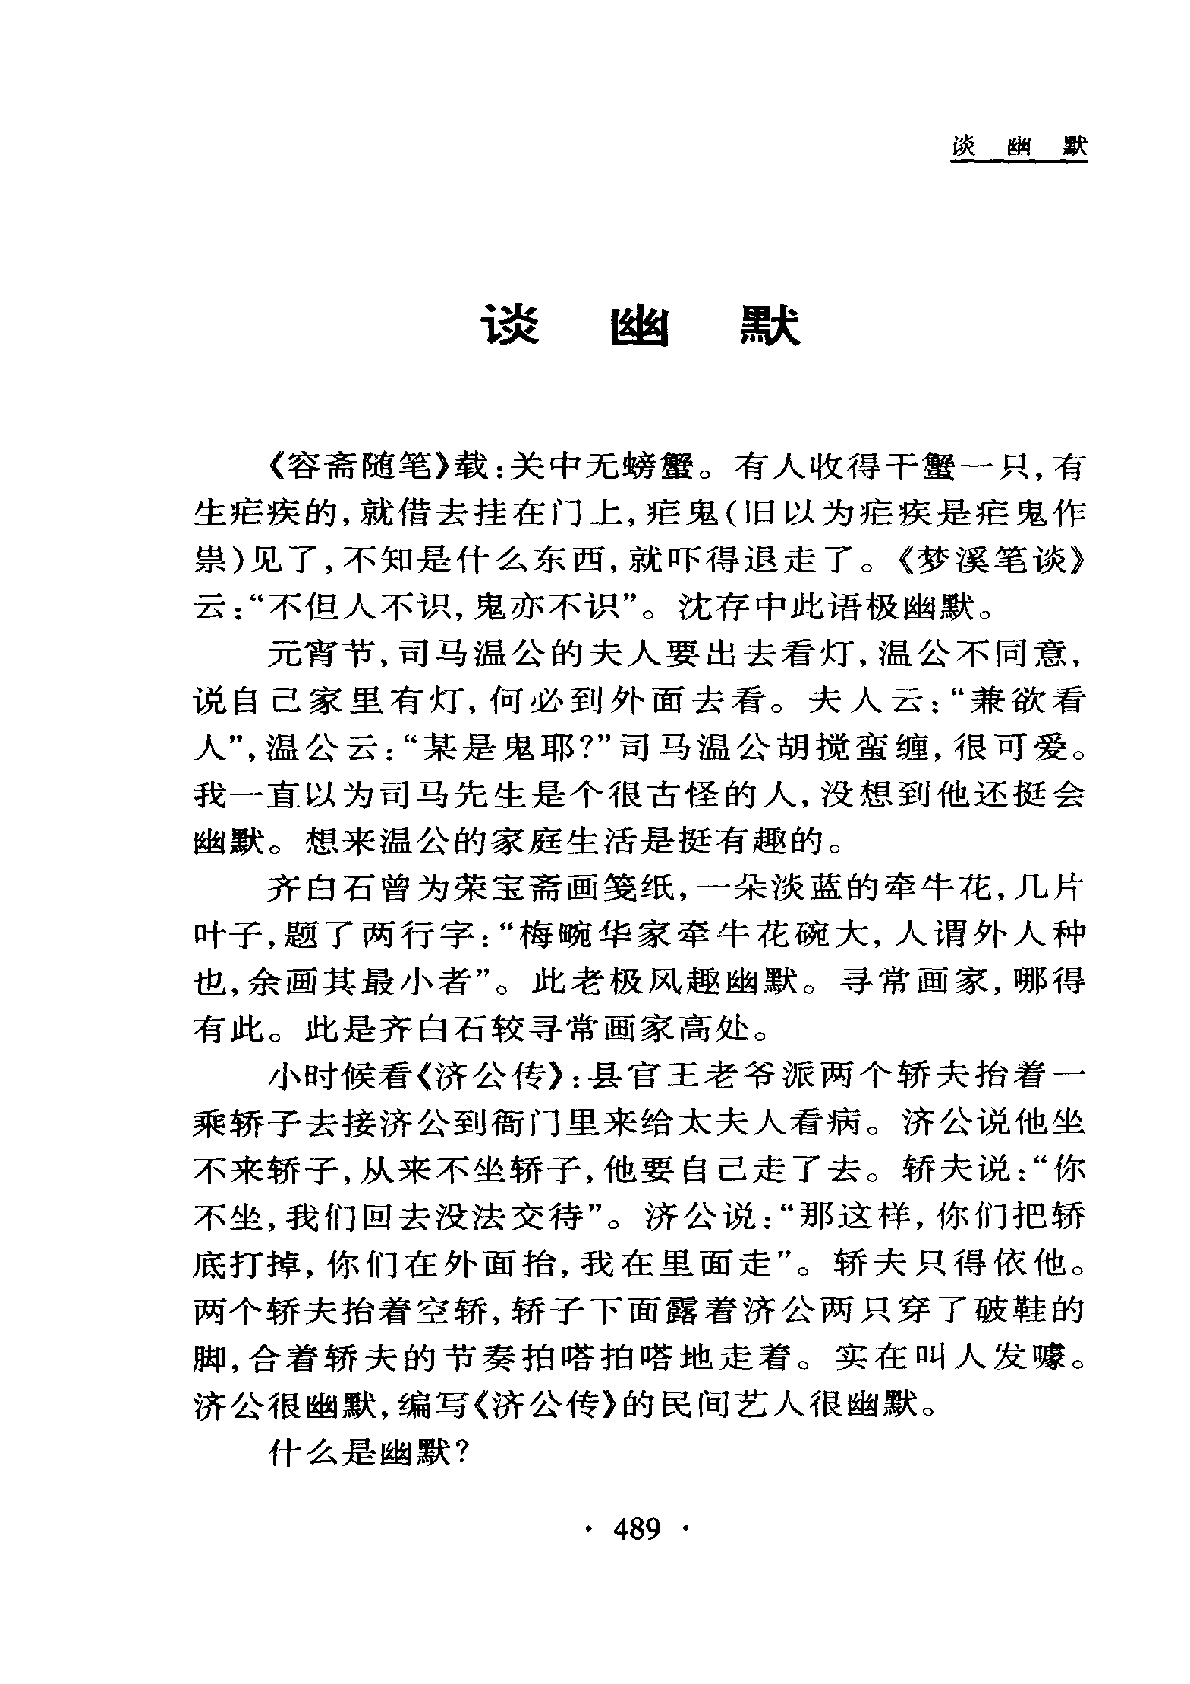 谈 幽 默
谈 幽 默
《容斋随笔》载:关中无螃蟹。有人收得干蟹一只,有
生疟疾的,就借去挂在门上,疟鬼(旧以为疟疾是疟鬼作
祟)见了,不知是什么东西,就吓得退走了。《梦溪笔谈》
云:“不但人不识,鬼亦不识”。沈存中此语极幽默。
元宵节,司马温公的夫人要出去看灯,温公不同意,
说自己家里有灯,何必到外面去看。夫人云:“兼欲看
人”,温公云:“某是鬼耶?”司马温公胡搅蛮缠,很可爱。
我一直以为司马先生是个很古怪的人,没想到他还挺会
幽默。想来温公的家庭生活是挺有趣的。
齐白石曾为荣宝斋画笺纸,一朵淡蓝的牵牛花,几片
叶子,题了两行字:“梅畹华家牵牛花碗大,人谓外人种
也,余画其最小者”。此老极风趣幽默。寻常画家,哪得
有此。此是齐白石较寻常画家高处。
小时候看《济公传》:县官王老爷派两个轿夫抬着一
乘轿子去接济公到衙门里来给太夫人看病。济公说他坐
不来轿子,从来不坐轿子,他要自己走了去。轿夫说:“你
不坐,我们回去没法交待”。济公说:“那这样,你们把轿
底打掉,你们在外面抬,我在里面走”。轿夫只得依他。
两个轿夫抬着空轿,轿子下面露着济公两只穿了破鞋的
脚,合着轿夫的节奏拍嗒拍嗒地走着。实在叫人发噱。
济公很幽默,编写《济公传》的民间艺人很幽默。
什么是幽默?
· 489 ·